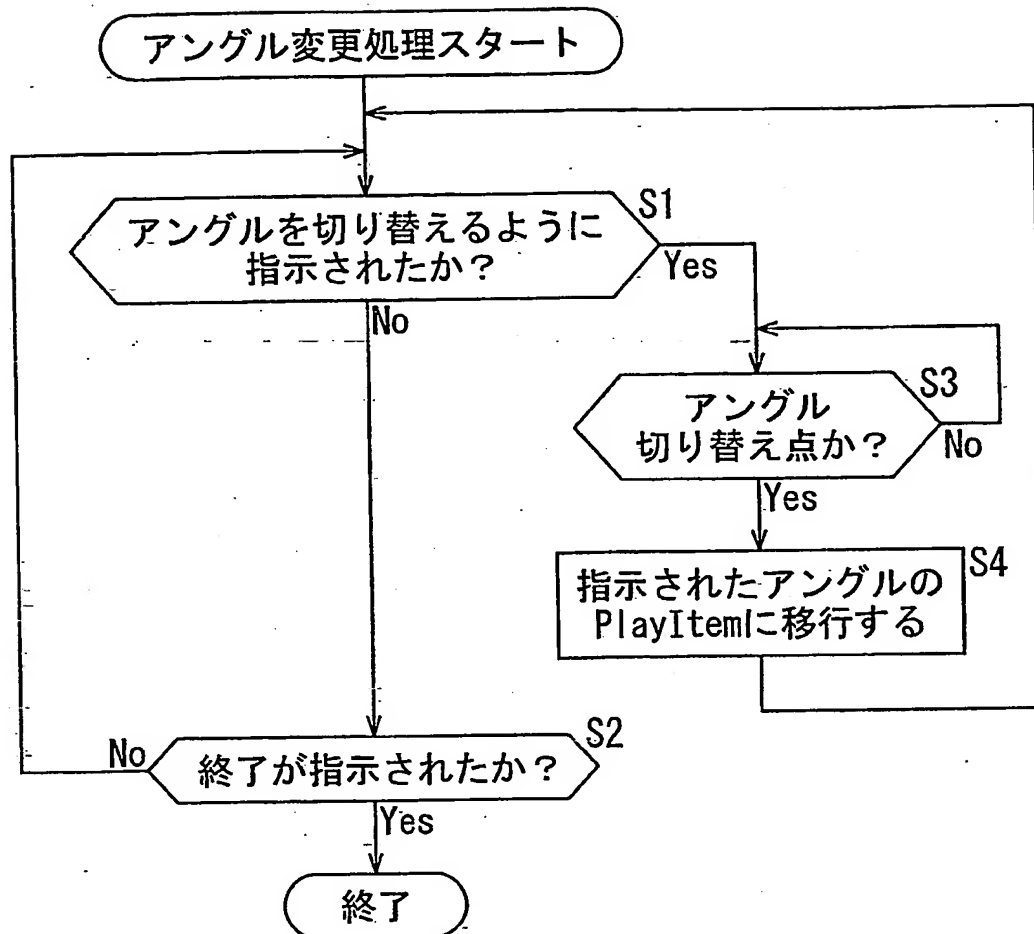 アングル変更処理スタート
アングルを切り替えるように
指示されたか?
S1
Yes
No
アングル
切り替え点か?
S3
No
Yes
指示されたアングルの
PlayItemに移行する
S4
終了が指示されたか?
S2
No
Yes
終了